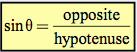 sin θ = opposite / hypotenuse